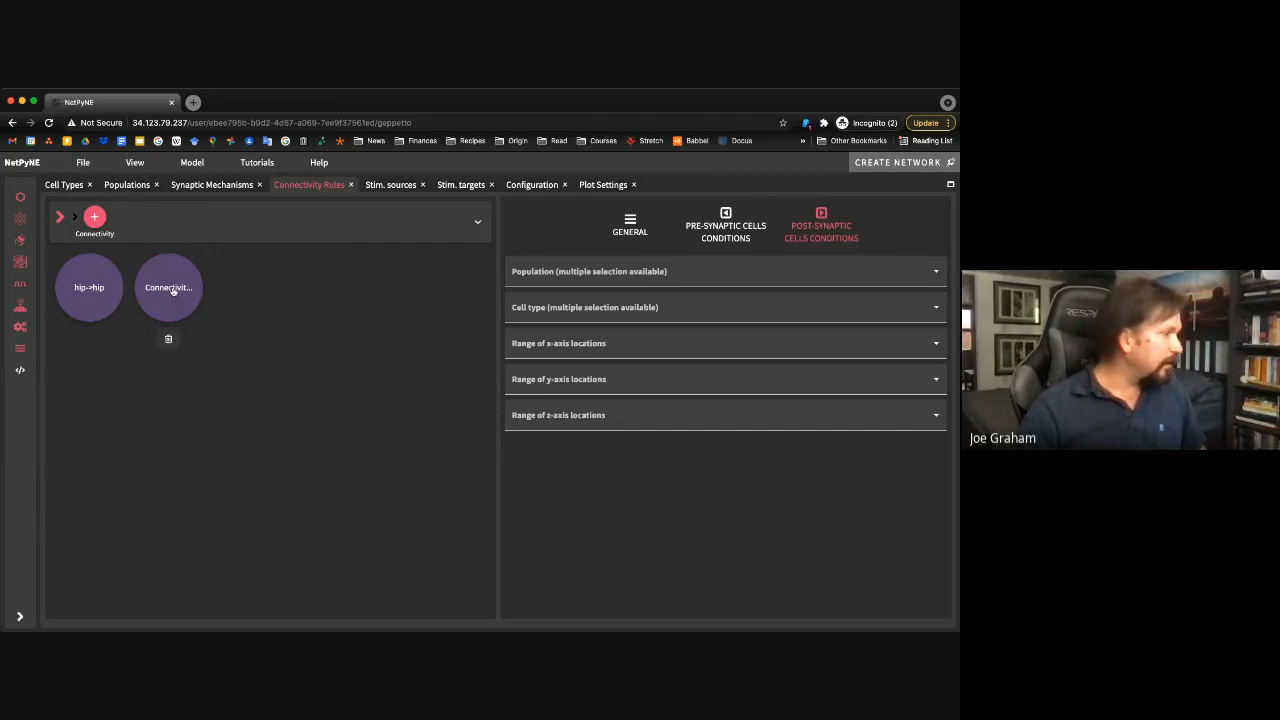 NetPyNE
Not Secure 34.123.79.237/user/ebee795b-b9d2-4d57-a069-7ee9f37561ed/geppetto
Incognito (2)
Update
News Finances Recipes Origin Read Courses Stretch Babbel Docus » Other Bookmarks Reading List
NetPyNE File View Model Tutorials Help CREATE NETWORK
Cell Types × Populations × Synaptic Mechanisms × Connectivity Rules × Stim. sources × Stim. targets × Configuration × Plot Settings ×
Connectivity
hip->hip
Connectivit...
GENERAL
PRE-SYNAPTIC CELLS
CONDITIONS
POST-SYNAPTIC
CELLS CONDITIONS
Population (multiple selection available)
Cell type (multiple selection available)
Range of x-axis locations
Range of y-axis locations
Range of z-axis locations
Joe Graham